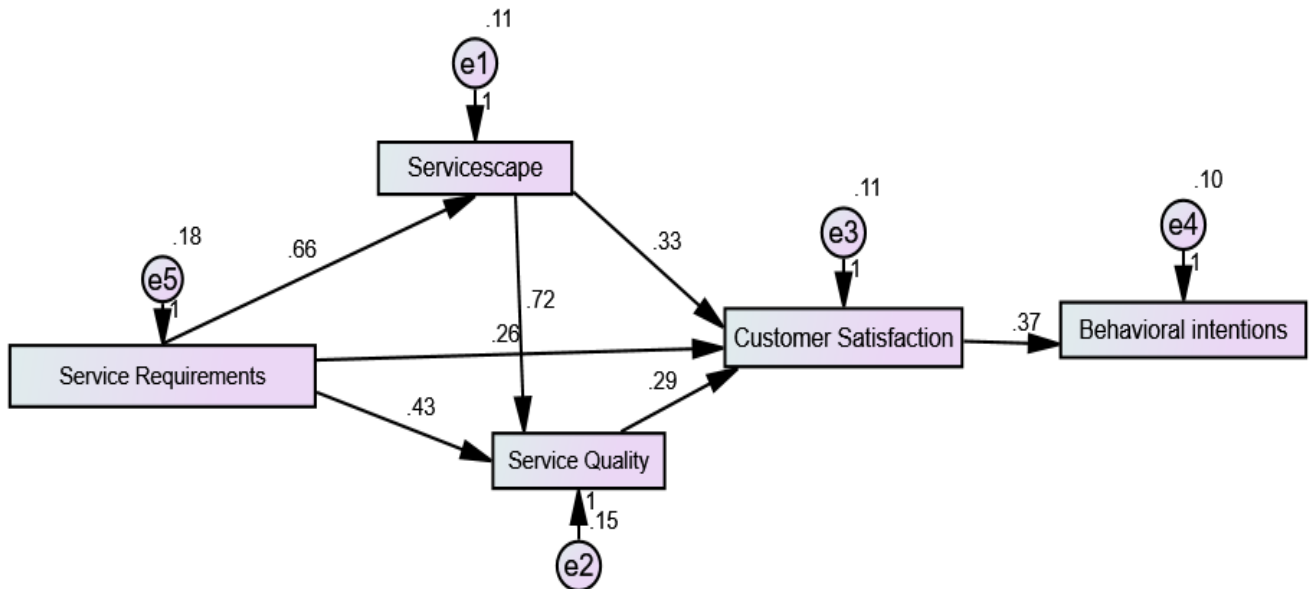 .11
e1
1
Servicescape
.18
e5
1
.66
.33
.11
e3
1
.10
e4
1
.72
.26
Customer Satisfaction
.37
Behavioral intentions
Service Requirements
.43
.29
Service Quality
1
.15
e2